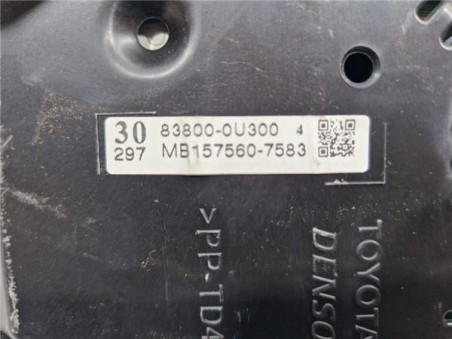 30 83800-0U300 4
297 MB157560-7583
>PP-TD4
TOYOTA
DENSO